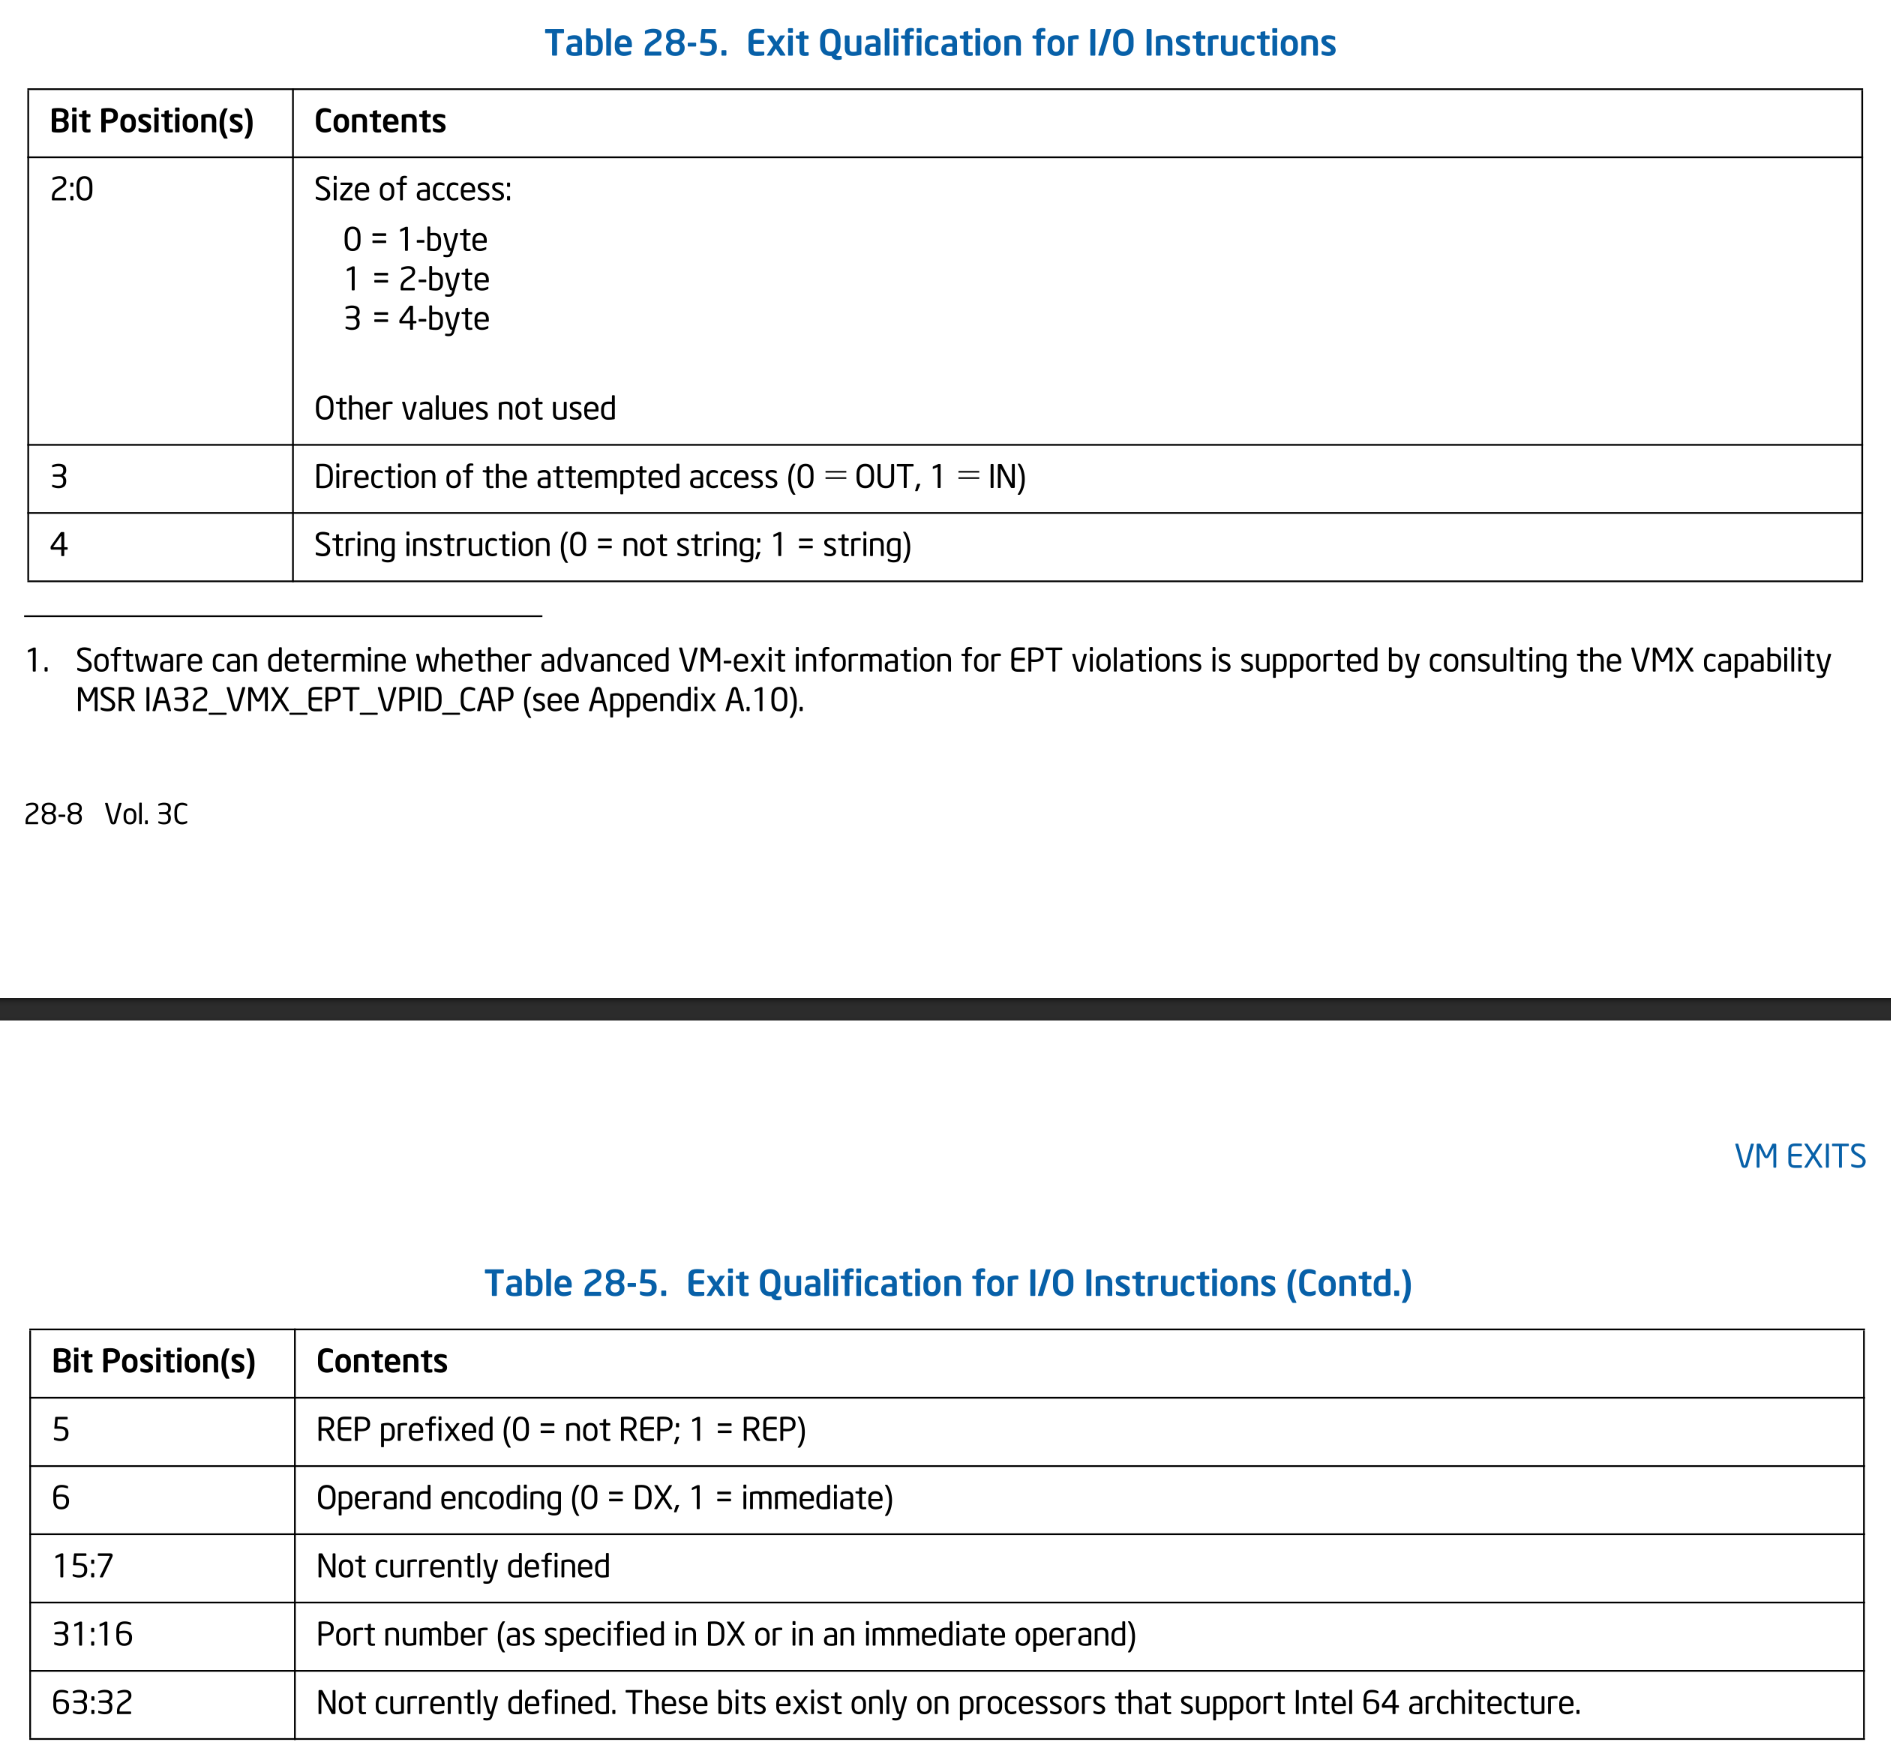 Table 28-5. Exit Qualification for I/O Instructions
Bit Position(s) Contents
2:0 Size of access:
0 = 1-byte
1 = 2-byte
3 = 4-byte
Other values not used
3 Direction of the attempted access (0 = OUT, 1 = IN)
4 String instruction (0 = not string; 1 = string)
1. Software can determine whether advanced VM-exit information for EPT violations is supported by consulting the VMX capability
MSR IA32_VMX_EPT_VPID_CAP (see Appendix A.10).
28-8 Vol. 3C
VM EXITS
Table 28-5. Exit Qualification for I/O Instructions (Contd.)
Bit Position(s) Contents
5 REP prefixed (0 = not REP; 1 = REP)
6 Operand encoding (0 = DX, 1 = immediate)
15:7 Not currently defined
31:16 Port number (as specified in DX or in an immediate operand)
63:32 Not currently defined. These bits exist only on processors that support Intel 64 architecture.